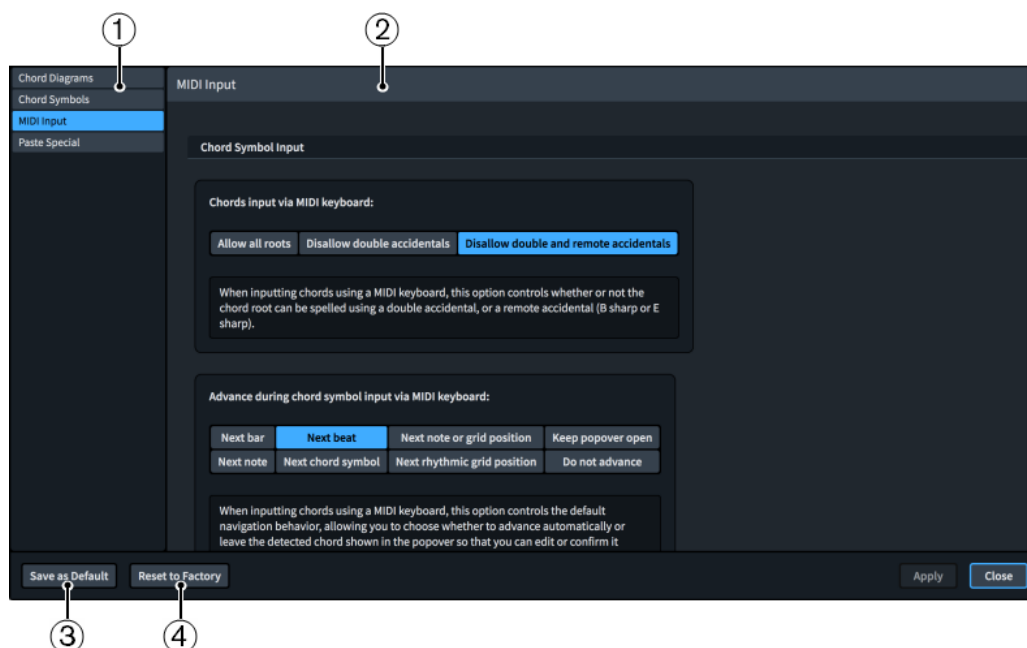 ① ②
Chord Diagrams
Chord Symbols
MIDI Input
Paste Special
MIDI Input
Chord Symbol Input
Chords input via MIDI keyboard:
Allow all roots Disallow double accidentals Disallow double and remote accidentals
When inputting chords using a MIDI keyboard, this option controls whether or not the
chord root can be spelled using a double accidental, or a remote accidental (B sharp or E
sharp).
Advance during chord symbol input via MIDI keyboard:
Next bar Next beat Next note or grid position Keep popover open
Next note Next chord symbol Next rhythmic grid position Do not advance
When inputting chords using a MIDI keyboard, this option controls the default
navigation behavior, allowing you to choose whether to advance automatically or
leave the detected chord shown in the popover so that you can edit or confirm it
Save as Default Reset to Factory Apply Close
③ ④